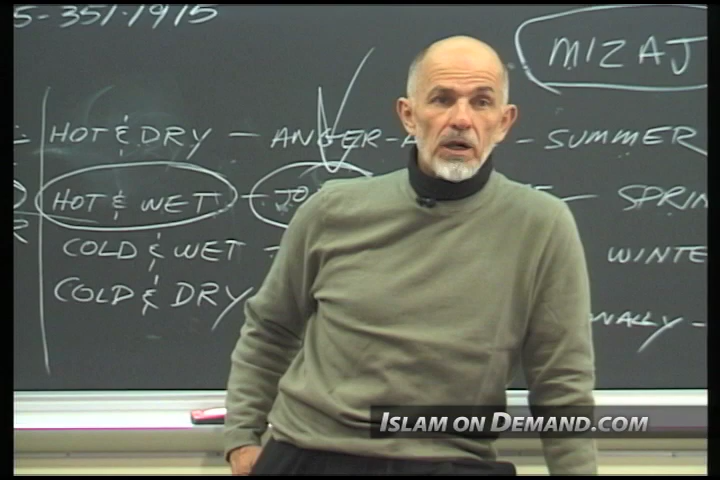 5-351-1915
MIZAJ
HOT & DRY — ANGER- — SUMMER
HOT & WET — — SPRIN
COLD & WET - WINTE
COLD & DRY
NALLY -
ISLAM ON DEMAND.COM